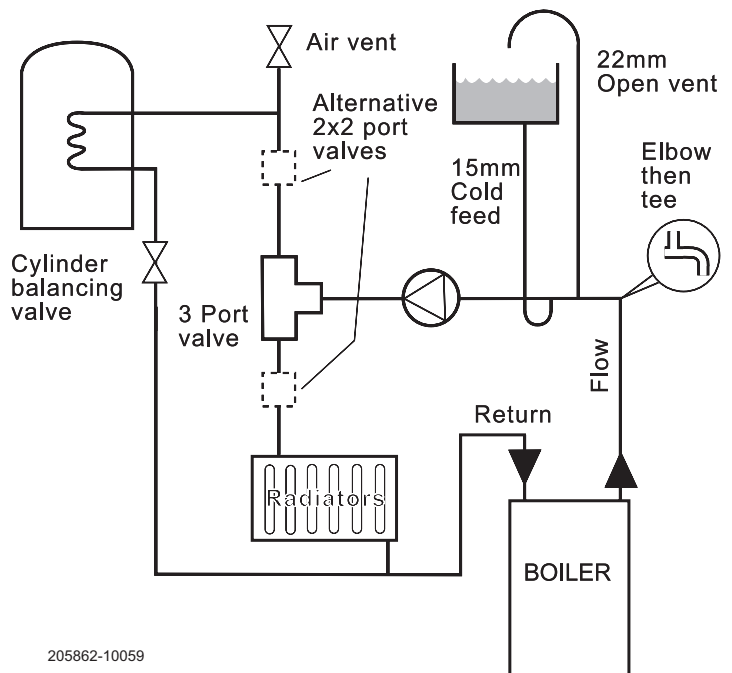 Air vent
22mm
Open vent
Alternative
2x2 port
valves
15mm
Cold
feed
Elbow
then
tee
Cylinder
balancing
valve
3 Port
valve
Flow
Return
Radiators
BOILER
205862-10059